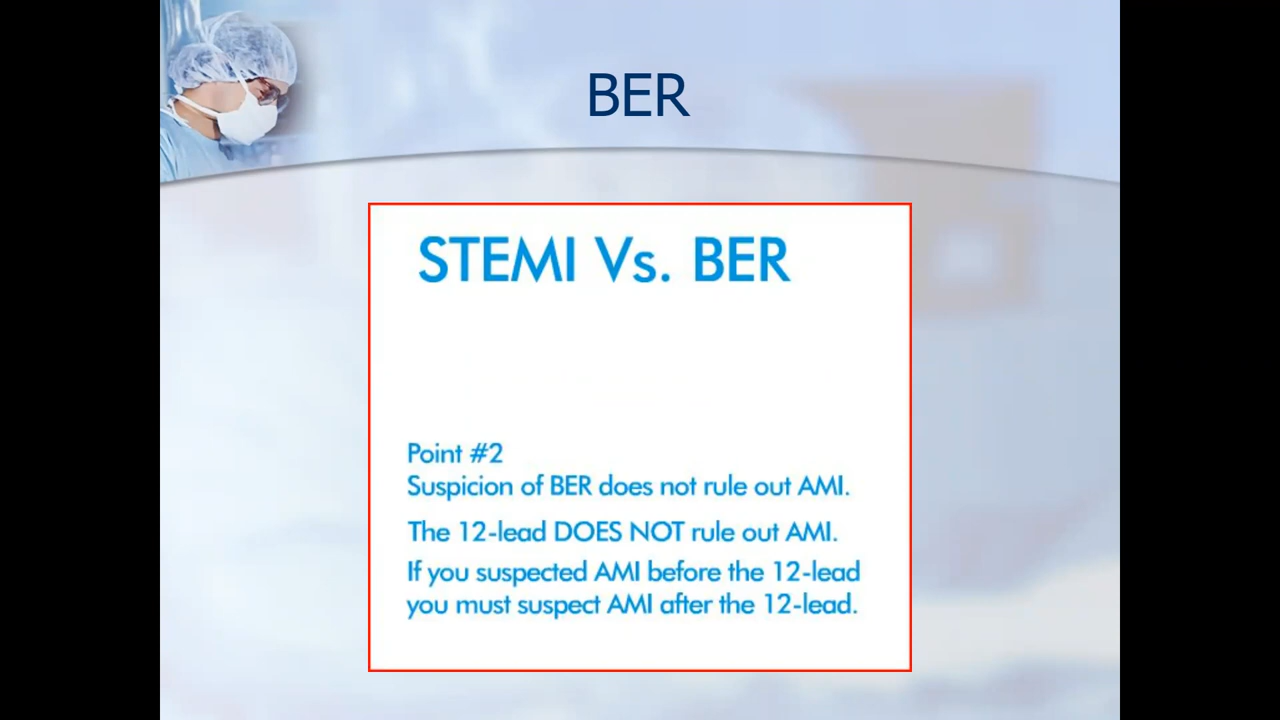 BER
STEMI Vs. BER
Point #2
Suspicion of BER does not rule out AMI.
The 12-lead DOES NOT rule out AMI.
If you suspected AMI before the 12-lead
you must suspect AMI after the 12-lead.